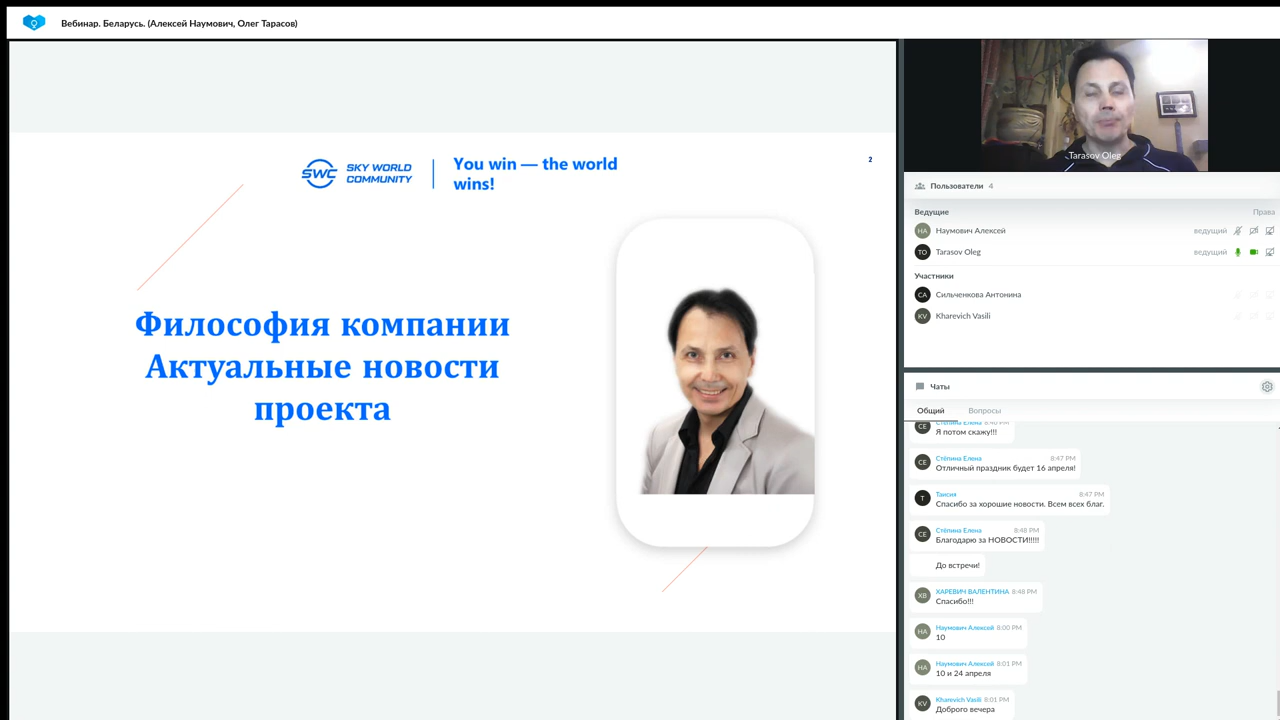 Вебинар. Беларусь. (Алексей Наумович, Олег Тарасов)
SWC
SKY WORLD
COMMUNITY
You win — the world
wins!
2
Философия компании
Актуальные новости
проекта
Tarasov Oleg
Пользователи 4
Ведущие Права
НА Наумович Алексей ведущий
TO Tarasov Oleg ведущий
Участники
СА Сильченкова Антонина
KV Kharevich Vasili
Чаты
Общий Вопросы
СЕ Стёпина Елена 8:46 PM
Я потом скажу!!!
СЕ Стёпина Елена 8:47 PM
Отличный праздник будет 16 апреля!
Т Таисия 8:47 PM
Спасибо за хорошие новости. Всем всех благ.
СЕ Стёпина Елена 8:48 PM
Благодарю за НОВОСТИ!!!!!
До встречи!
ХВ ХАРЕВИЧ ВАЛЕНТИНА 8:48 PM
Спасибо!!!
НА Наумович Алексей 8:00 PM
10
НА Наумович Алексей 8:01 PM
10 и 24 апреля
KV Kharevich Vasili 8:01 PM
Доброго вечера